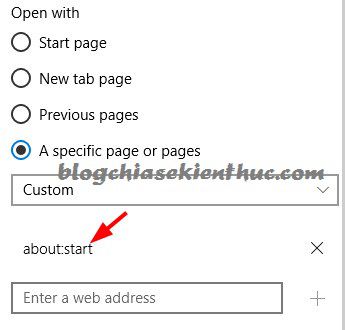 Open with
Start page
New tab page
Previous pages
A specific page or pages
blogchiasekienthuc.com
Custom
about:start
Enter a web address